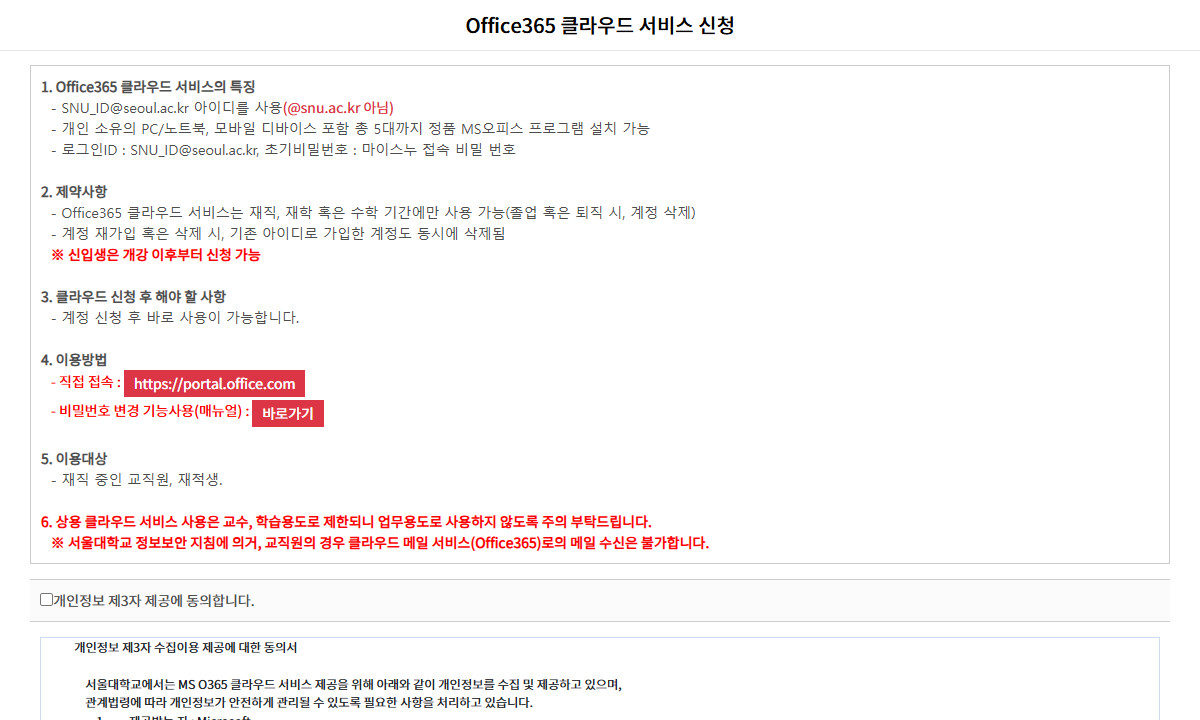 Office365 클라우드 서비스 신청
1. Office365 클라우드 서비스의 특징
- SNU_ID@seoul.ac.kr 아이디를 사용(@snu.ac.kr 아님)
- 개인 소유의 PC/노트북, 모바일 디바이스 포함 총 5대까지 정품 MS오피스 프로그램 설치 가능
- 로그인ID : SNU_ID@seoul.ac.kr, 초기비밀번호 : 마이스누 접속 비밀 번호
2. 제약사항
- Office365 클라우드 서비스는 재직, 재학 혹은 수학 기간에만 사용 가능(졸업 혹은 퇴직 시, 계정 삭제)
- 계정 재가입 혹은 삭제 시, 기존 아이디로 가입한 계정도 동시에 삭제됨
※ 신입생은 개강 이후부터 신청 가능
3. 클라우드 신청 후 해야 할 사항
- 계정 신청 후 바로 사용이 가능합니다.
4. 이용방법
- 직접 접속 : https://portal.office.com
- 비밀번호 변경 기능사용(매뉴얼) : 바로가기
5. 이용대상
- 재직 중인 교직원, 재적생.
6. 상용 클라우드 서비스 사용은 교수, 학습용도로 제한되니 업무용도로 사용하지 않도록 주의 부탁드립니다.
※ 서울대학교 정보보안 지침에 의거, 교직원의 경우 클라우드 메일 서비스(Office365)로의 메일 수신은 불가합니다.
개인정보 제3자 제공에 동의합니다.
개인정보 제3자 수집이용 제공에 대한 동의서
서울대학교에서는 MS O365 클라우드 서비스 제공을 위해 아래와 같이 개인정보를 수집 및 제공하고 있으며,
관계법령에 따라 개인정보가 안전하게 관리될 수 있도록 필요한 사항을 처리하고 있습니다.
1. 제공받는 자 : Microsoft